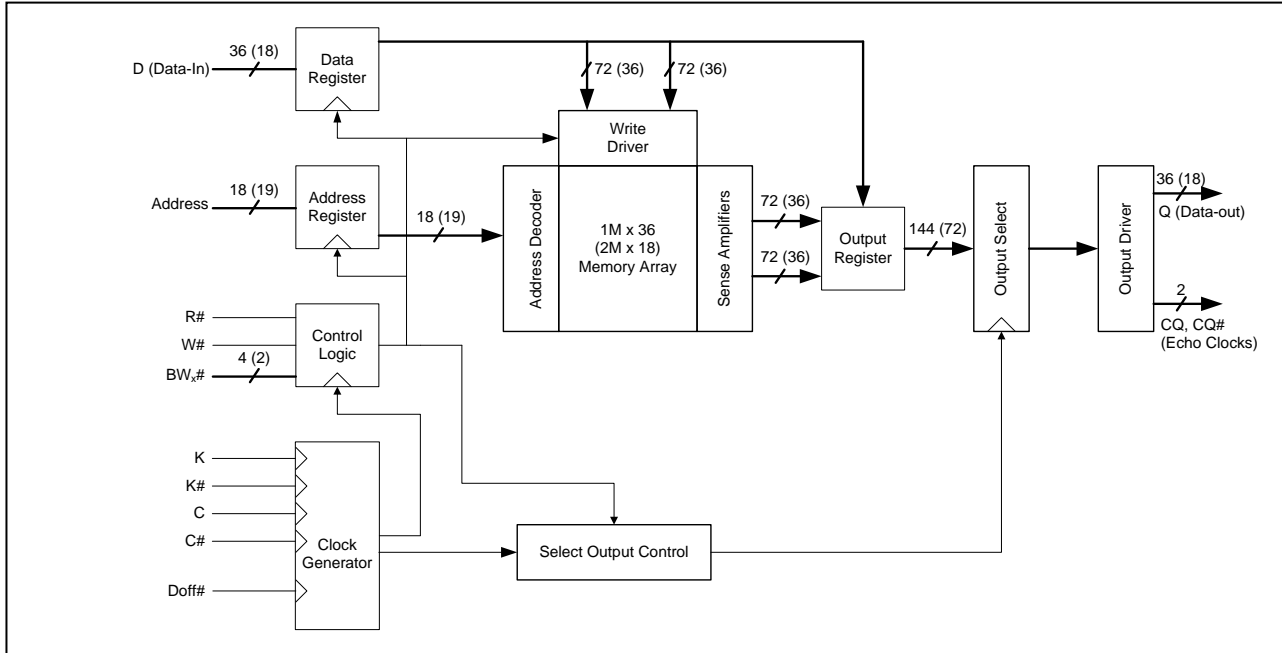 D (Data-In)
36 (18)
Data
Register
72 (36)
72 (36)
Write
Driver
Address
18 (19)
Address
Register
18 (19)
Address Decoder
1M x 36
(2M x 18)
Memory Array
Sense Amplifiers
72 (36)
72 (36)
Output
Register
144 (72)
Output Select
Output Driver
36 (18)
Q (Data-out)
2
CQ, CQ#
(Echo Clocks)
R#
W#
BWx#
4 (2)
Control
Logic
K
K#
C
C#
Doff#
Clock
Generator
Select Output Control